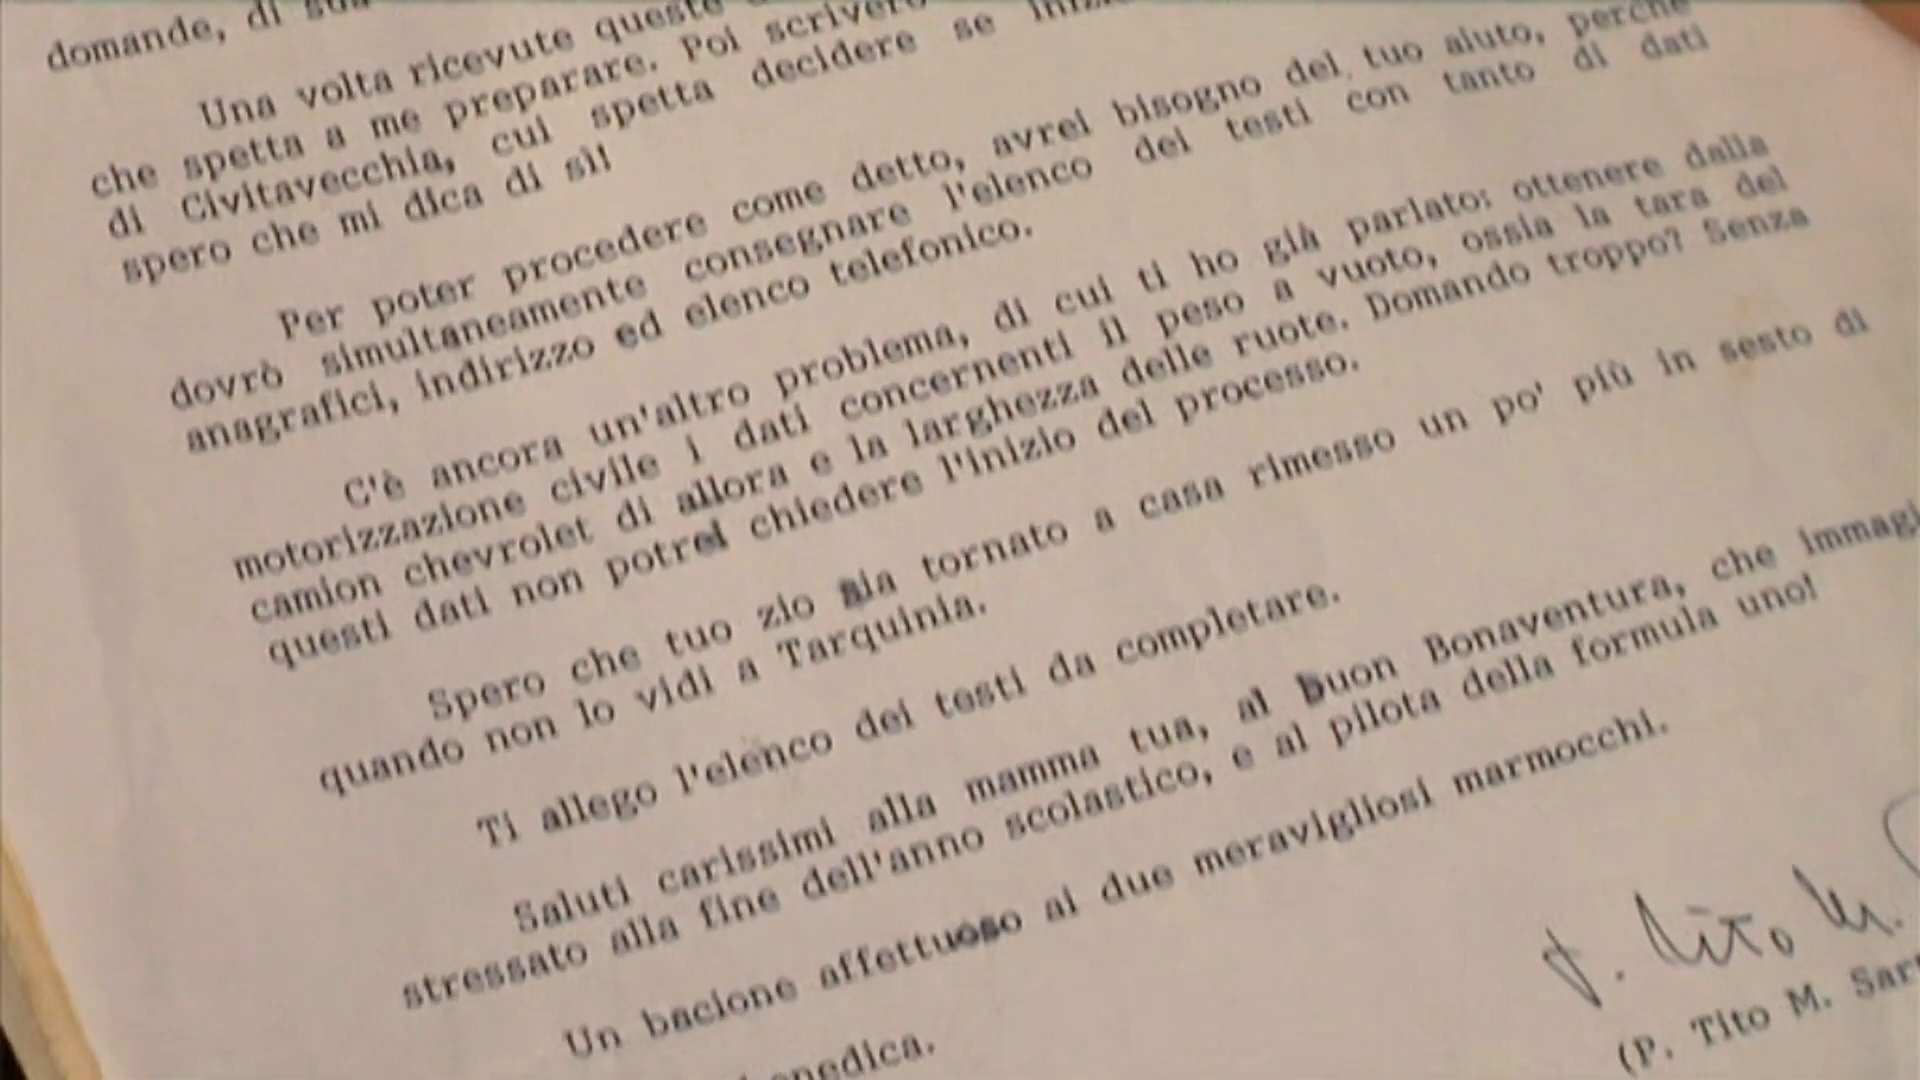 domande, di sua
Una volta ricevute queste
che spetta a me preparare. Poi scriverò
di Civitavecchia, cui spetta decidere se
spero che mi dica di sì!
Per poter procedere come detto, avrei bisogno del tuo aiuto, perché
dovrò simultaneamente consegnare l'elenco dei testi con tanto di dati
anagrafici, indirizzo ed elenco telefonico.
C'è ancora un'altro problema, di cui ti ho già parlato: ottenere dalla
motorizzazione civile i dati concernenti il peso a vuoto, ossia la tara del
camion chevrolet di allora e la larghezza delle ruote. Domando troppo? Senza
questi dati non potrei chiedere l'inizio del processo.
Spero che tuo zio sia tornato a casa rimesso un po' più in sesto di
quando non lo vidi a Tarquinia.
Ti allego l'elenco dei testi da completare.
Saluti carissimi alla mamma tua, al buon Bonaventura, che immagi
stressato alla fine dell'anno scolastico, e al pilota della formula uno!
Un bacione affettuoso ai due meravigliosi marmocchi.
P. Tito M.
(P. Tito M. Sart